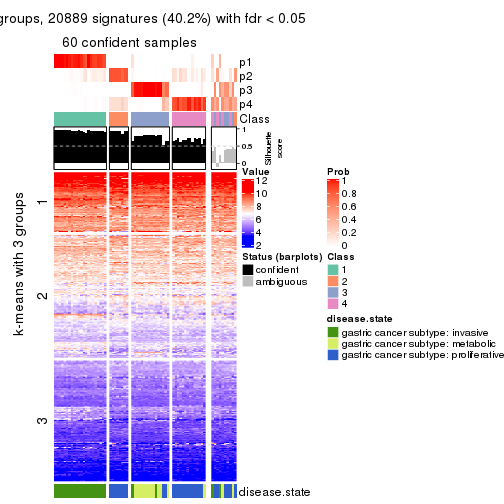 groups, 20889 signatures (40.2%) with fdr < 0.05
60 confident samples
p1
p2
p3
p4
Class
1
0.5
0
Silhouette
score
k-means with 3 groups
1
2
3
Value
12
10
8
6
4
2
Prob
1
0.8
0.6
0.4
0.2
0
Status (barplots)
confident
ambiguous
Class
1
2
3
4
disease.state
gastric cancer subtype: invasive
gastric cancer subtype: metabolic
gastric cancer subtype: proliferative
disease.state